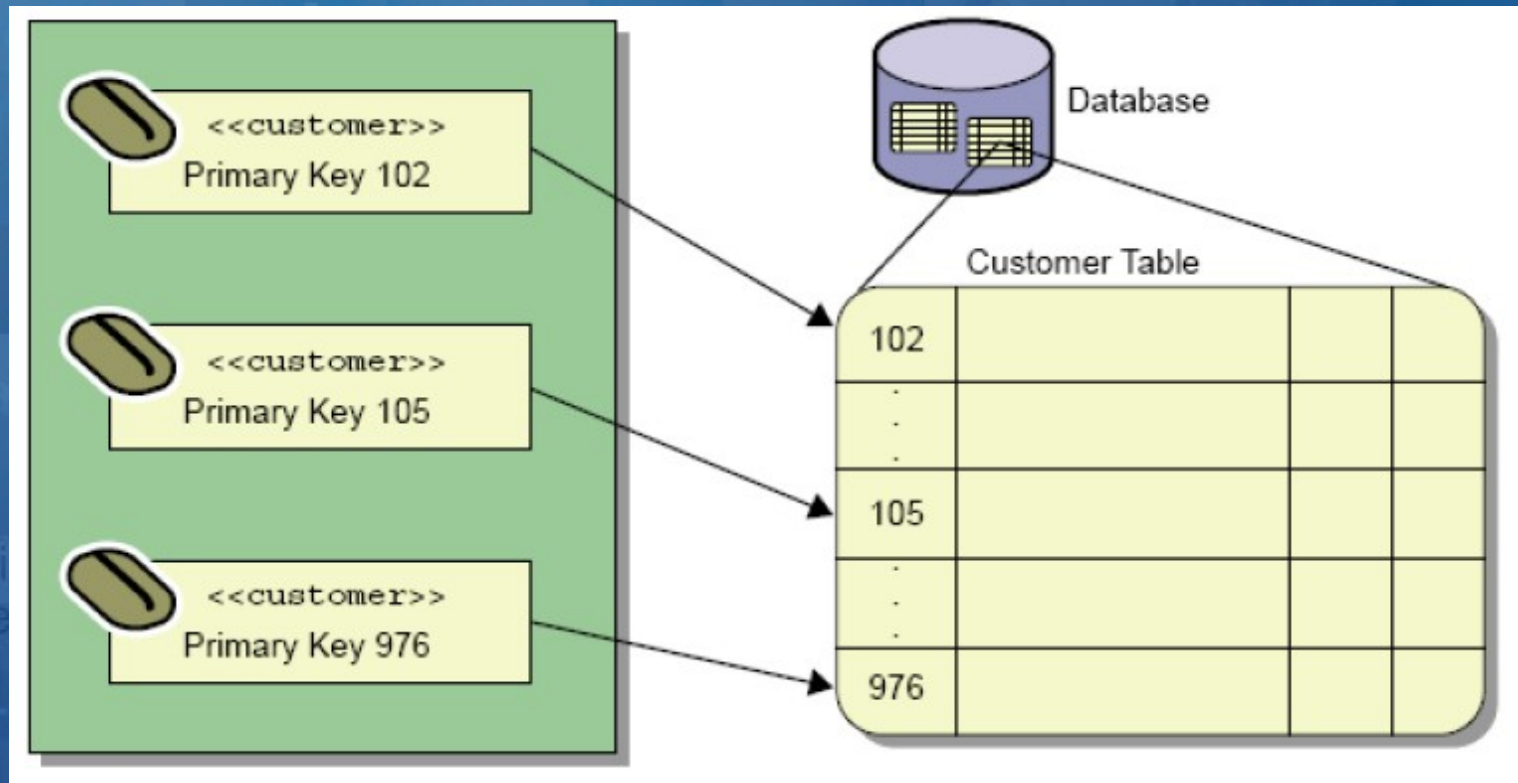 <<customer>>
Primary Key 102
<<customer>>
Primary Key 105
<<customer>>
Primary Key 976
Database
Customer Table
102
.
.
.
105
.
.
.
976